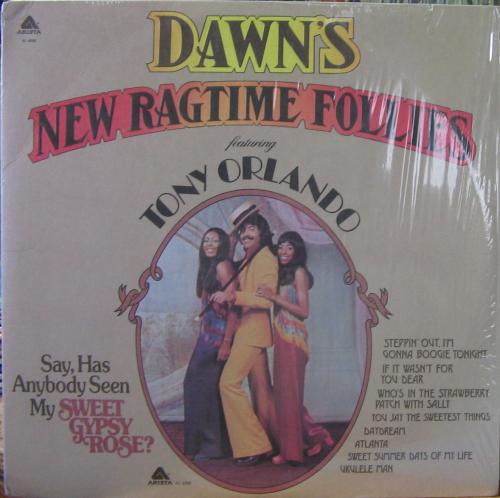 ARISTA
DAWN'S
NEW RAGTIME FOLLIES
featuring
TONY ORLANDO
Say, Has
Anybody Seen
My SWEET
GYPSY
ROSE?
STEPPIN' OUT, I'M
GONNA BOOGIE TONIGHT
IF IT WASN'T FOR
YOU DEAR
WHO'S IN THE STRAWBERRY
PATCH WITH SALLY
YOU SAY THE SWEETEST THINGS
DAYDREAM
ATLANTA
SWEET SUMMER DAYS OF MY LIFE
UKULELE MAN
ARISTA